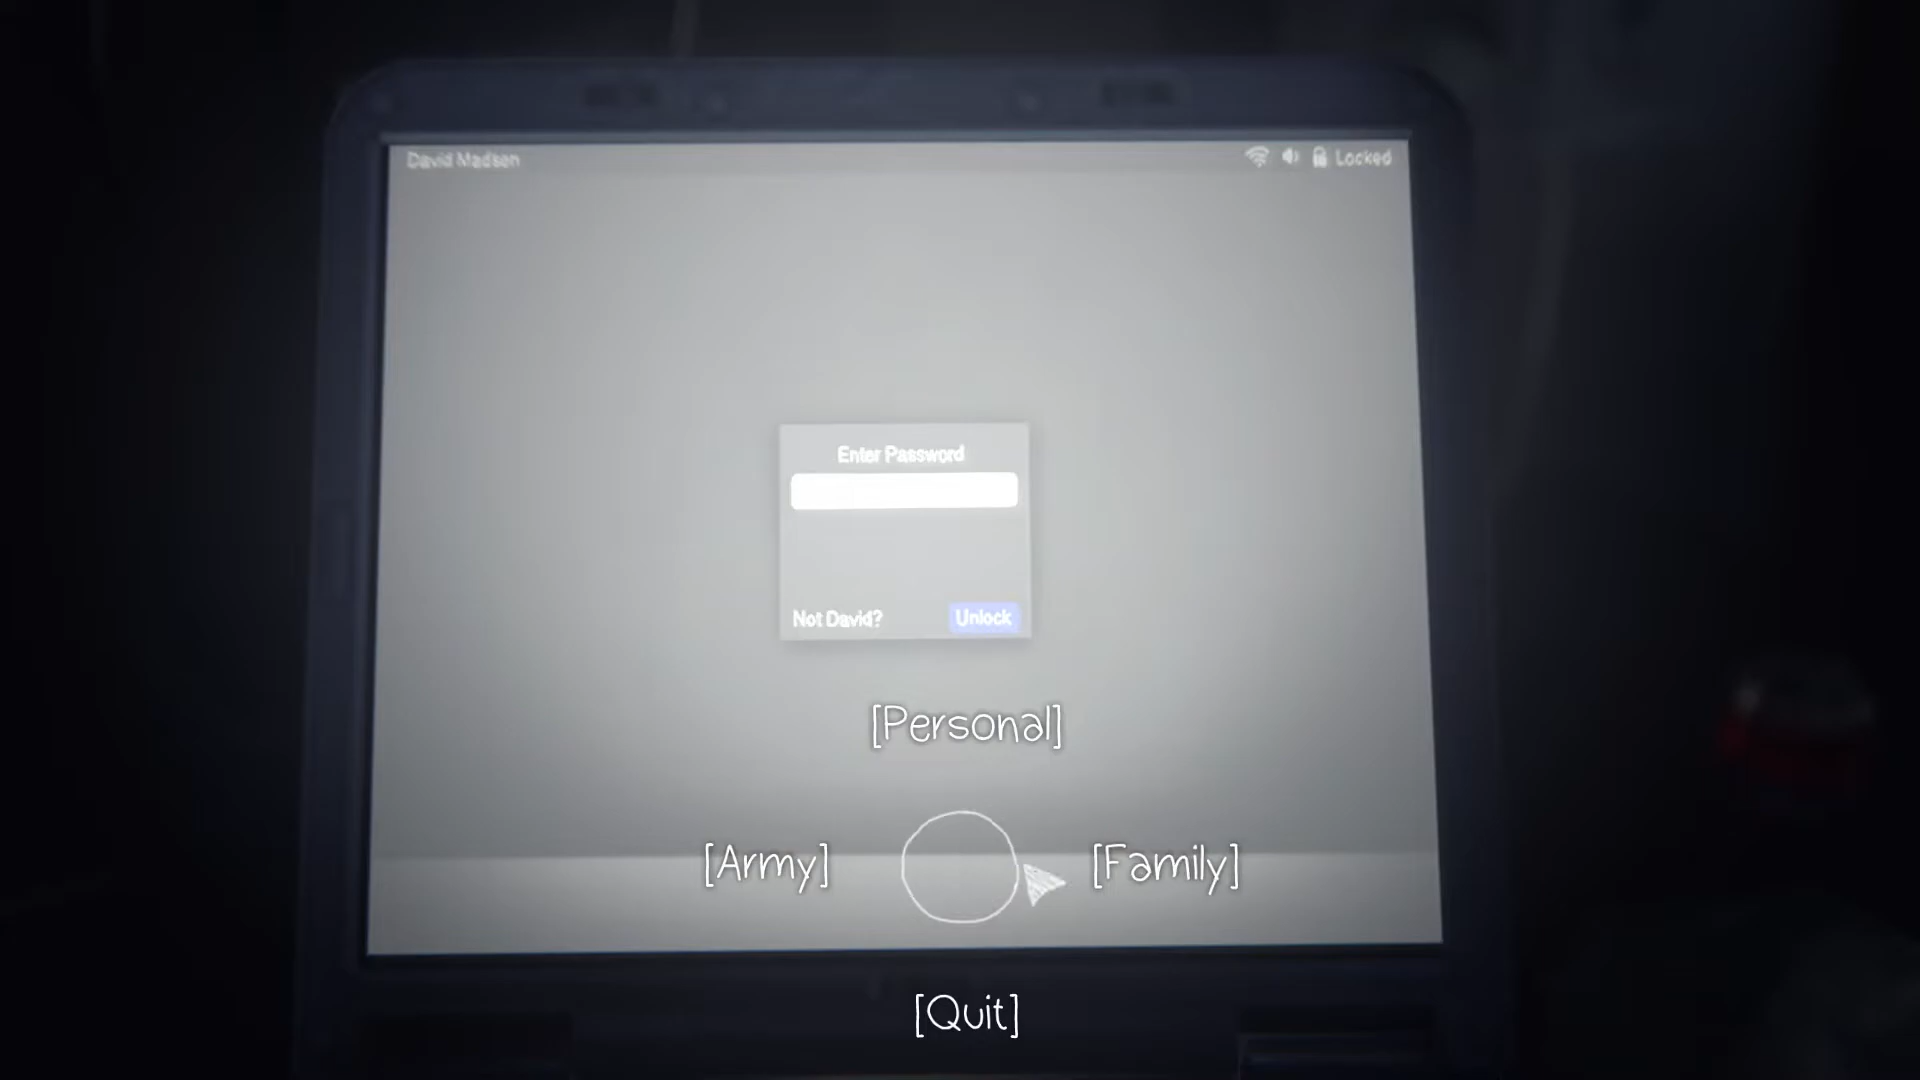 David Madsen
Locked
Enter Password
Not David?
Unlock
[Personal]
[Army]
[Family]
[Quit]